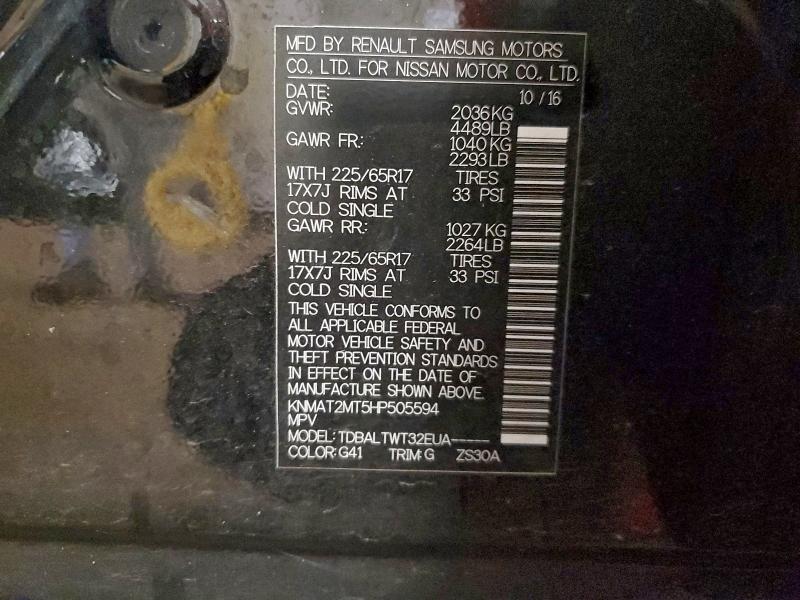 MFD BY RENAULT SAMSUNG MOTORS
CO., LTD. FOR NISSAN MOTOR CO., LTD.
DATE: 10 / 16
GVWR: 2036 KG
4489 LB
GAWR FR: 1040 KG
2293 LB
WITH 225/65R17 TIRES
17X7J RIMS AT 33 PSI
COLD SINGLE
GAWR RR: 1027 KG
2264 LB
WITH 225/65R17 TIRES
17X7J RIMS AT 33 PSI
COLD SINGLE
THIS VEHICLE CONFORMS TO
ALL APPLICABLE FEDERAL
MOTOR VEHICLE SAFETY AND
THEFT PREVENTION STANDARDS
IN EFFECT ON THE DATE OF
MANUFACTURE SHOWN ABOVE.
KNMAT2MT5HP505594
MPV
MODEL: TDBALTWT32EUA-----
COLOR: G41 TRIM: G ZS30A